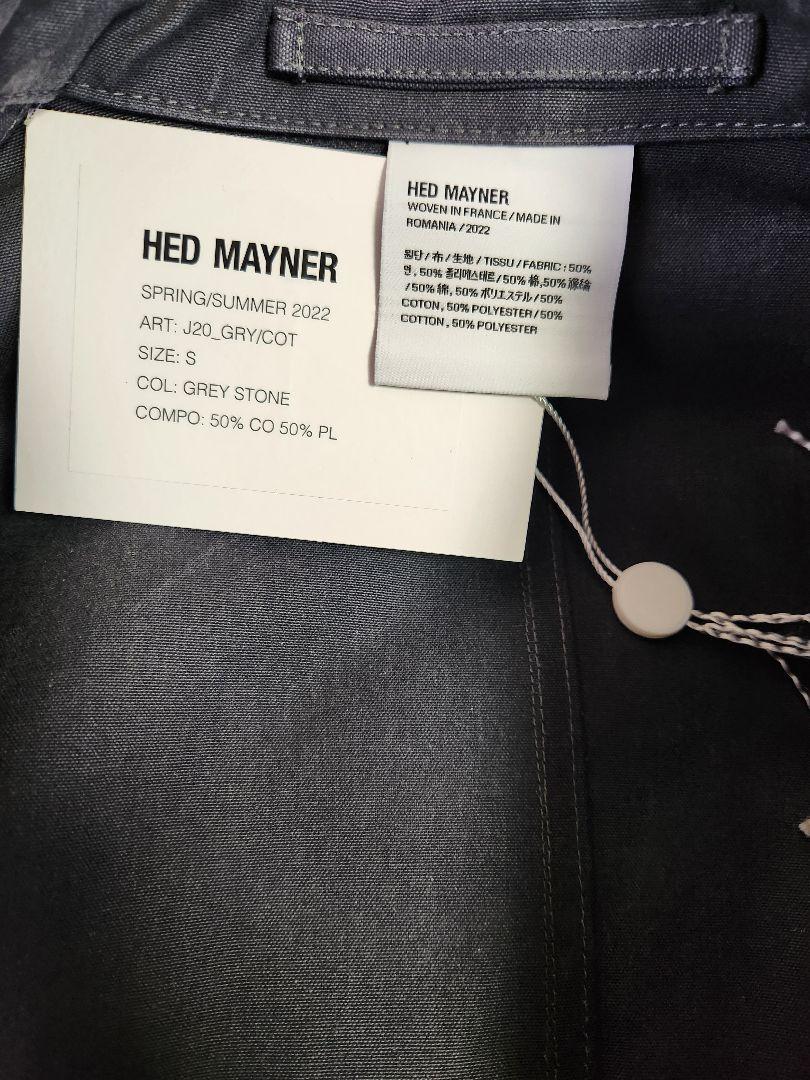 HED MAYNER
SPRING/SUMMER 2022
ART: J20_GRY/COT
SIZE: S
COL: GREY STONE
COMPO: 50% CO 50% PL
HED MAYNER
WOVEN IN FRANCE / MADE IN
ROMANIA / 2022
원단 / 布 / 生地 / TISSU / FABRIC : 50%
면, 50% 폴리에스테르 / 50% 棉, 50% 滌綸
/ 50% 綿, 50% ポリエステル / 50%
COTON, 50% POLYESTER / 50%
COTTON, 50% POLYESTER